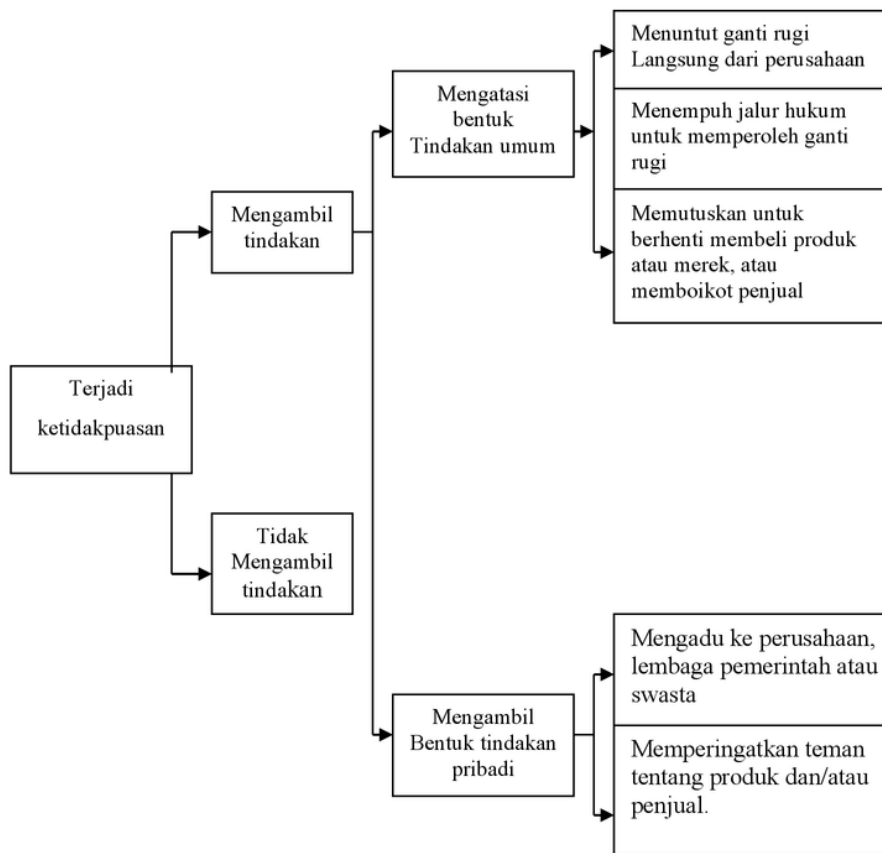 Terjadi
ketidakpuasan
Mengambil
tindakan
Tidak
Mengambil
tindakan
Mengatasi
bentuk
Tindakan umum
Mengambil
Bentuk tindakan
pribadi
Menuntut ganti rugi
Langsung dari perusahaan
Menempuh jalur hukum
untuk memperoleh ganti
rugi
Memutuskan untuk
berhenti membeli produk
atau merek, atau
memboikot penjual
Mengadu ke perusahaan,
lembaga pemerintah atau
swasta
Memperingatkan teman
tentang produk dan/atau
penjual.